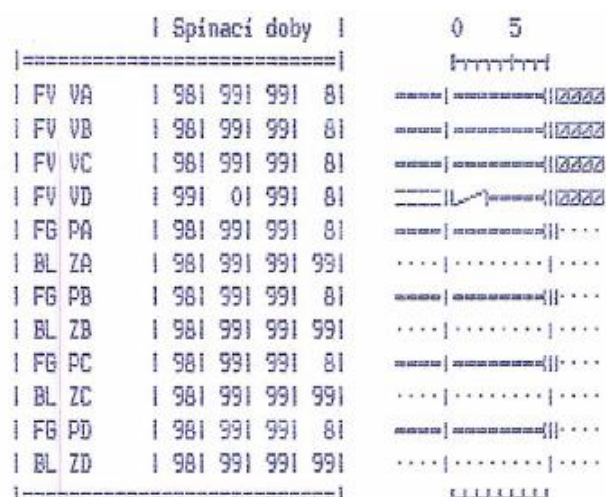 | Spínací doby | 0 5
|============================|
| FV VA | 98| 99| 99| 8|
| FV VB | 98| 99| 99| 8|
| FV VC | 98| 99| 99| 8|
| FV VD | 99| 0| 99| 8|
| FG PA | 98| 99| 99| 8|
| BL ZA | 98| 99| 99| 99|
| FG PB | 98| 99| 99| 8|
| BL ZB | 98| 99| 99| 99|
| FG PC | 98| 99| 99| 8|
| BL ZC | 98| 99| 99| 99|
| FG PD | 98| 99| 99| 8|
| BL ZD | 98| 99| 99| 99|
|----------------------------|